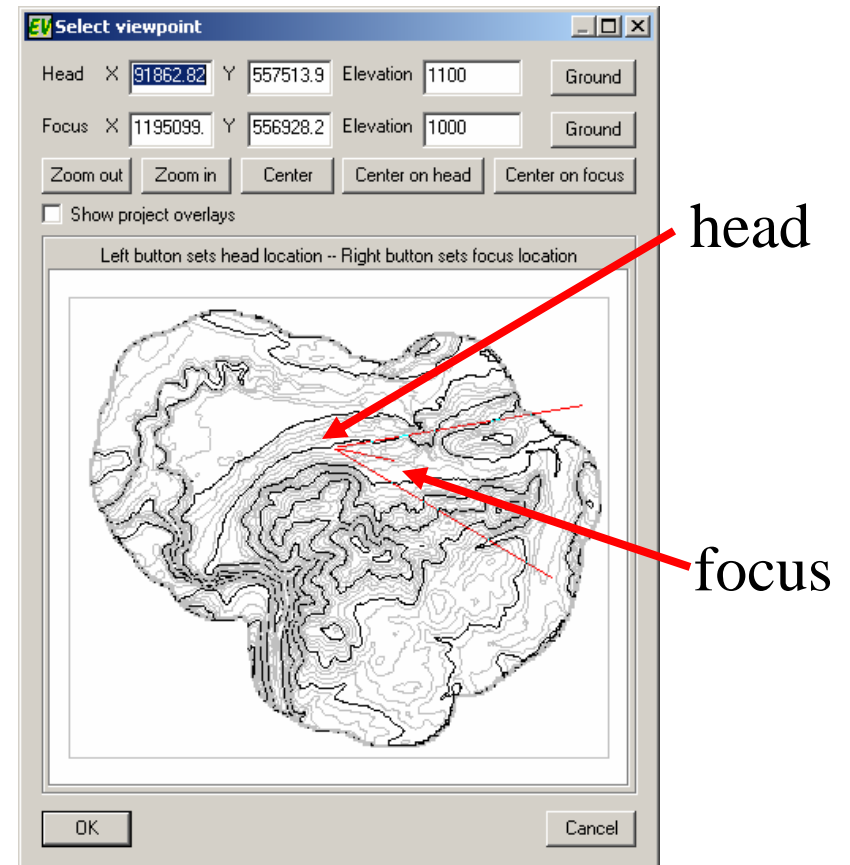 EV Select viewpoint
Head X 91862.82 Y 557513.9 Elevation 1100 Ground
Focus X 1195099. Y 556928.2 Elevation 1000 Ground
Zoom out Zoom in Center Center on head Center on focus
Show project overlays
head
Left button sets head location -- Right button sets focus location
focus
OK Cancel